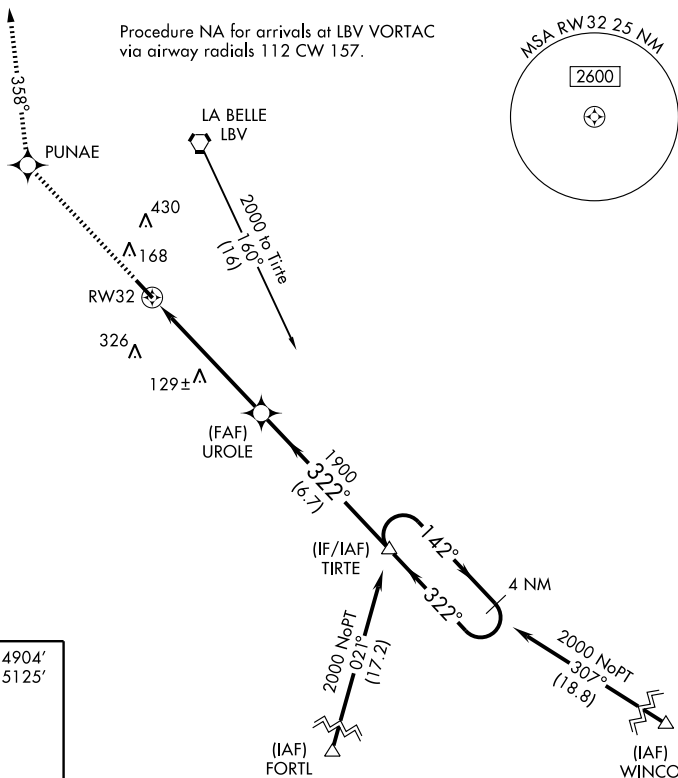 Procedure NA for arrivals at LBV VORTAC
via airway radials 112 CW 157.
MSA RW32 25 NM
2600
358°
PUNAE
LA BELLE
LBV
2000 to Tirte
160°
(16)
430
168
RW32
326
129±
(FAF)
UROLE
1900
322°
(6.7)
(IF/IAF)
TIRTE
142°
322°
4 NM
2000 NoPT
021°
(17.2)
2000 NoPT
307°
(18.8)
4904'
5125'
(IAF)
FORTL
(IAF)
WINCO